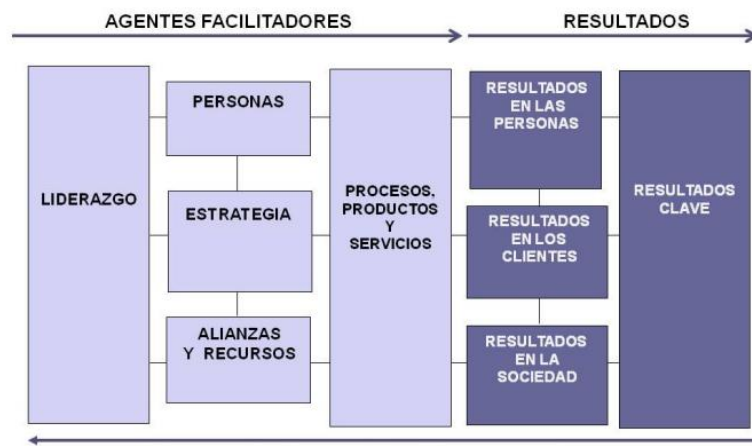 AGENTES FACILITADORES
RESULTADOS
LIDERAZGO
PERSONAS
ESTRATEGIA
ALIANZAS
Y RECURSOS
PROCESOS,
PRODUCTOS
Y
SERVICIOS
RESULTADOS
EN LAS
PERSONAS
RESULTADOS
EN LOS
CLIENTES
RESULTADOS
EN LA
SOCIEDAD
RESULTADOS
CLAVE